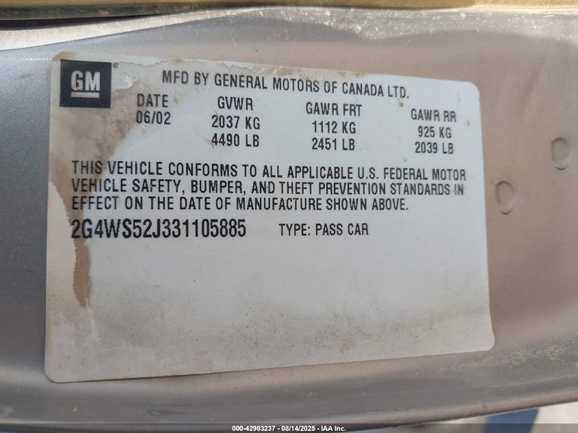 GM
MFD BY GENERAL MOTORS OF CANADA LTD.
DATE GVWR GAWR FRT GAWR RR
06/02 2037 KG 1112 KG 925 KG
4490 LB 2451 LB 2039 LB
THIS VEHICLE CONFORMS TO ALL APPLICABLE U.S. FEDERAL MOTOR
VEHICLE SAFETY, BUMPER, AND THEFT PREVENTION STANDARDS IN
EFFECT ON THE DATE OF MANUFACTURE SHOWN ABOVE.
2G4WS52J331105885 TYPE: PASS CAR
000-42983237 - 08/14/2025 - IAA Inc.